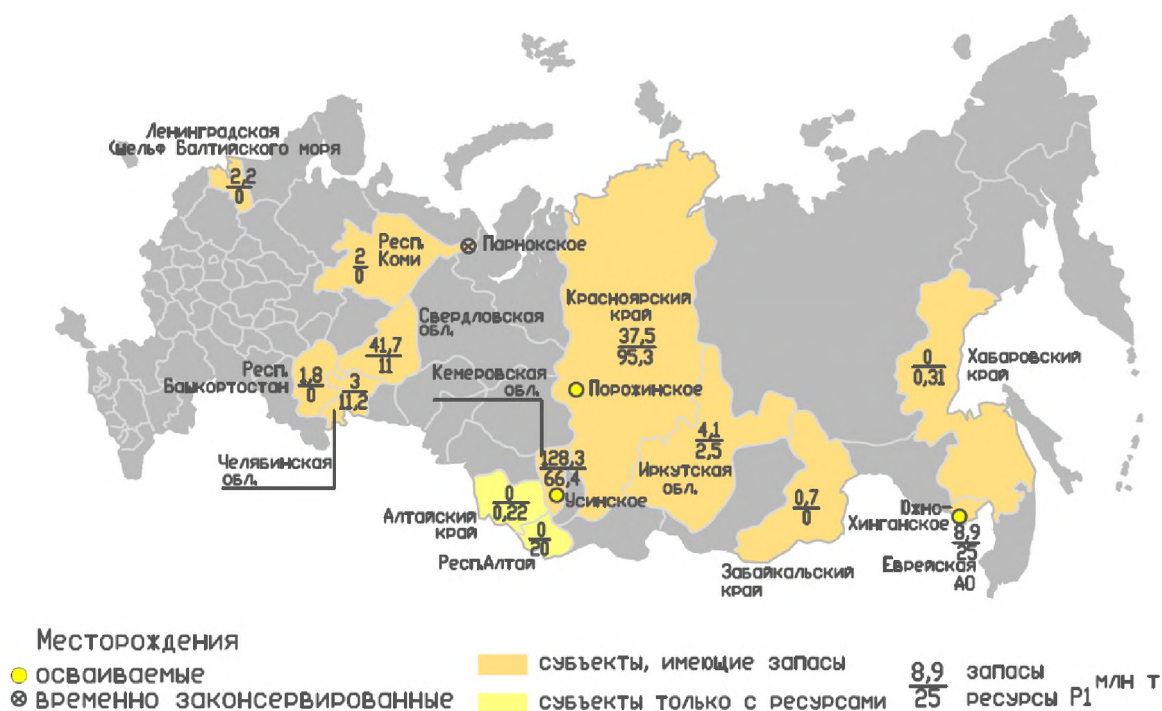 Ленинградская
(шельф Балтийского моря
2,2
0
Респ.
Коми
2
0
Парнокское
Свердловская
обл.
41,7
11
Респ.
Башкортостан
1,8
0
3
11,2
Челябинская
обл.
Кемеровская
обл.
128,3
66,4
Усинское
Красноярский
край
37,5
95,3
Порожинское
4,1
2,5
Иркутская
обл.
0
0,22
Алтайский
край
0
20
Респ.Алтай
0,7
0
Забайкальский
край
0
0,31
Хабаровский
край
Южно-
Хинганское
8,9
25
Еврейская
АО
Месторождения
осваиваемые
временно законсервированные
субъекты, имеющие запасы
субъекты только с ресурсами
8,9 запасы млн т
25 ресурсы Р1